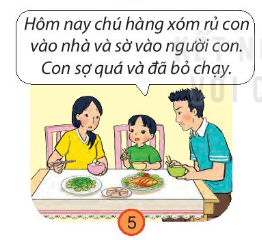 Hôm nay chú hàng xóm rủ con
vào nhà và sờ vào người con.
Con sợ quá và đã bỏ chạy.
5